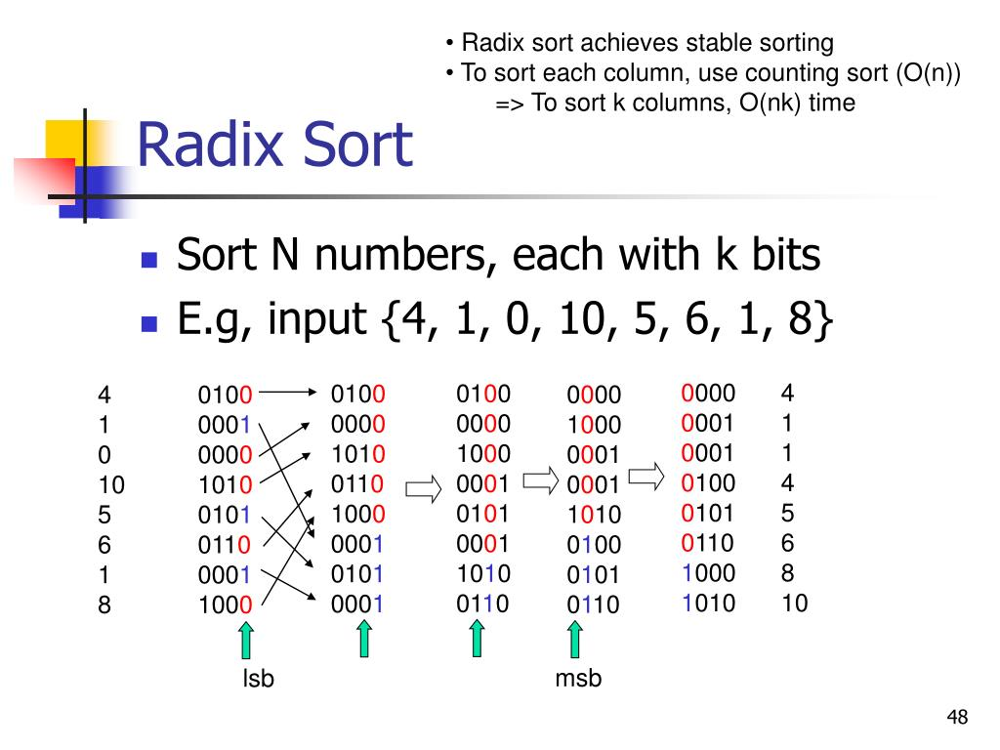 • Radix sort achieves stable sorting
• To sort each column, use counting sort (O(n))
=> To sort k columns, O(nk) time
Radix Sort
Sort N numbers, each with k bits
E.g, input {4, 1, 0, 10, 5, 6, 1, 8}
4 0100 0100 0100 0000 0000 4
1 0001 0000 0000 1000 0001 1
0 0000 1010 1000 0001 0001 1
10 1010 0110 0001 0001 0100 4
5 0101 1000 0101 1010 0101 5
6 0110 0001 0001 0100 0110 6
1 0001 0101 1010 0101 1000 8
8 1000 0001 0110 0110 1010 10
lsb msb
48